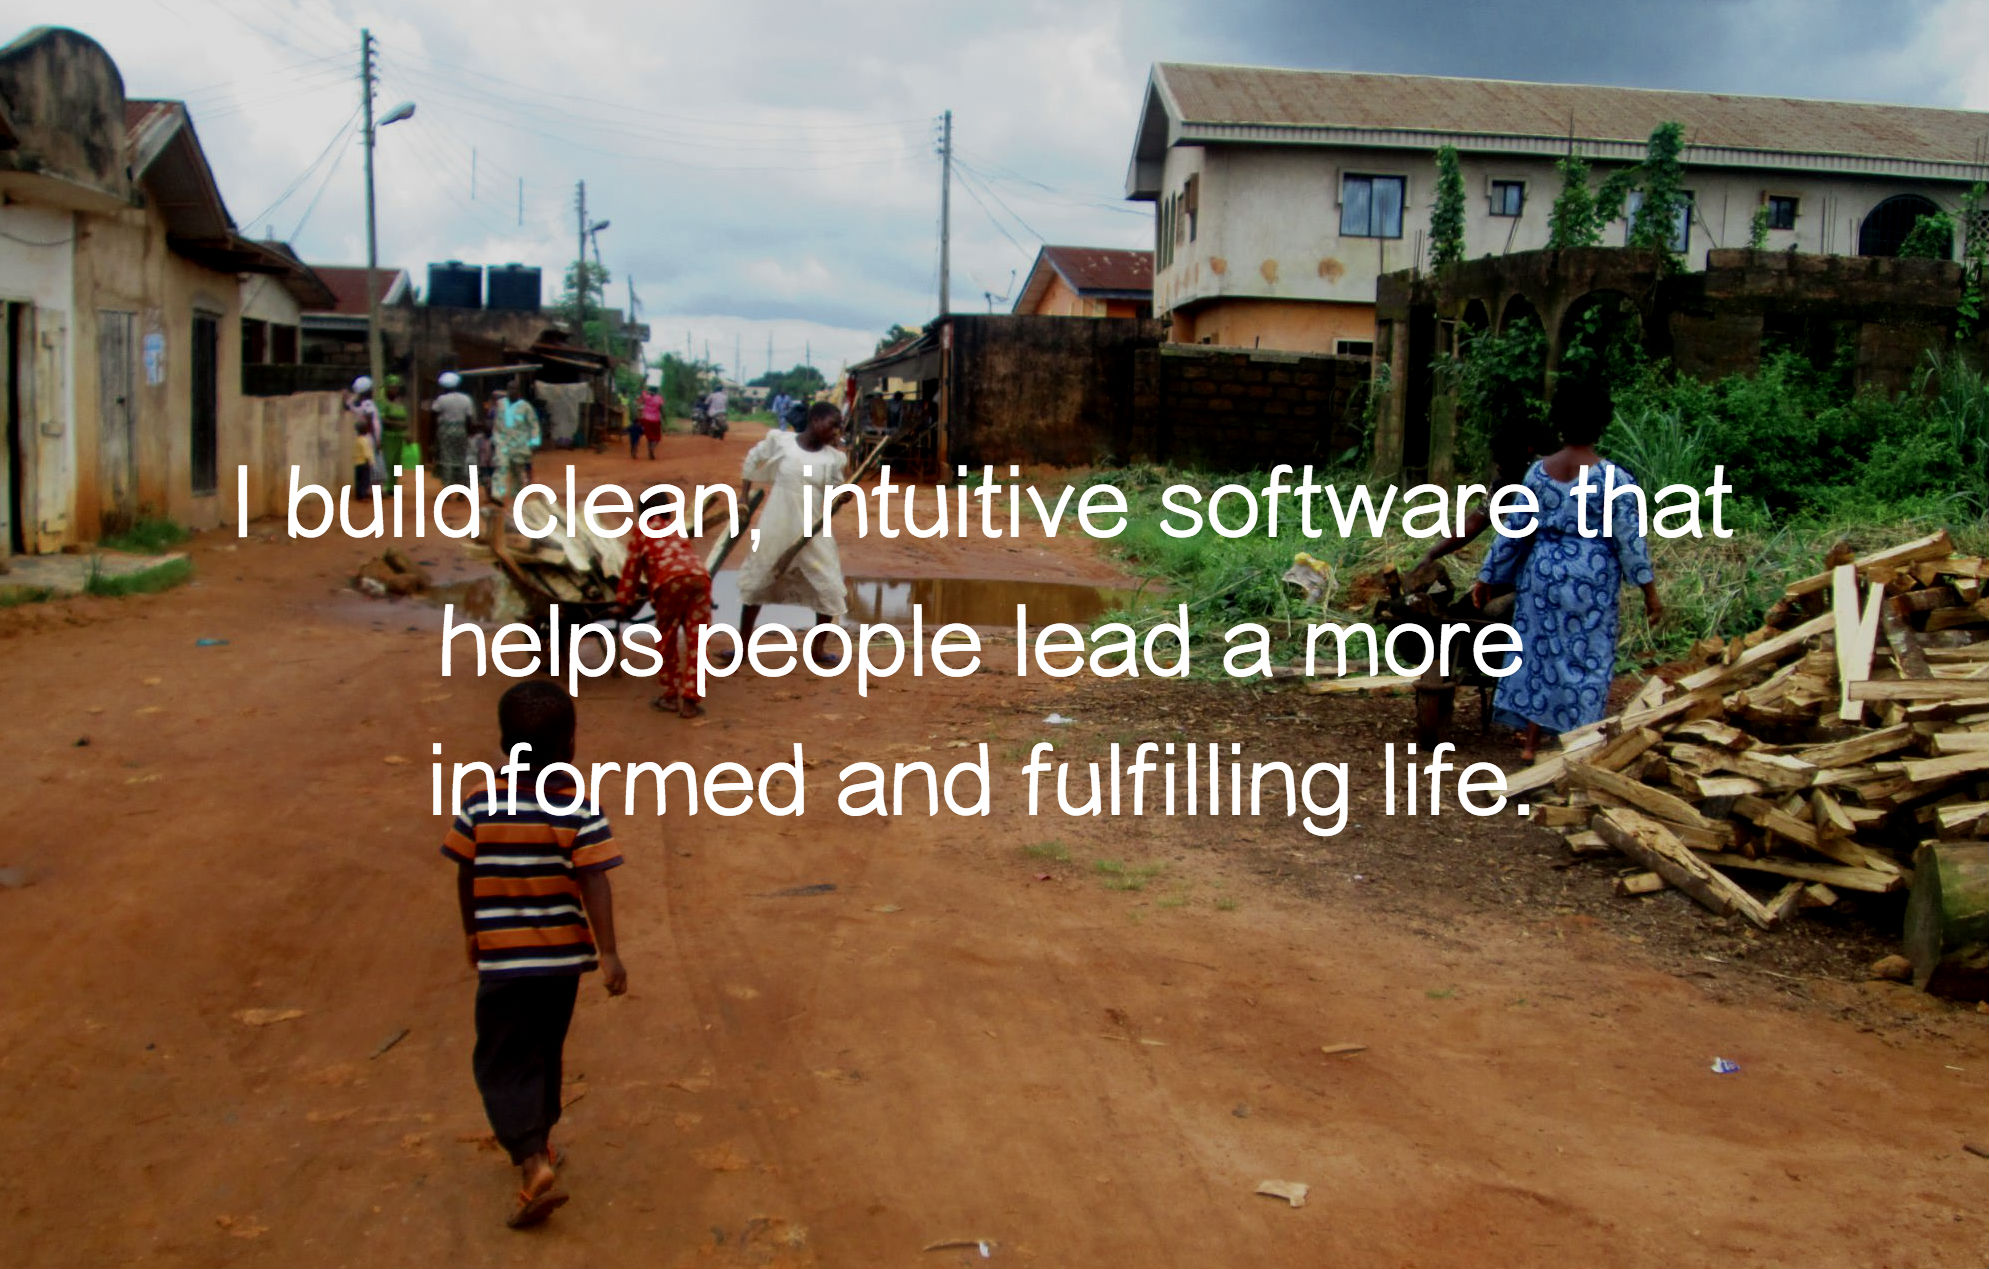 I build clean, intuitive software that
helps people lead a more
informed and fulfilling life.